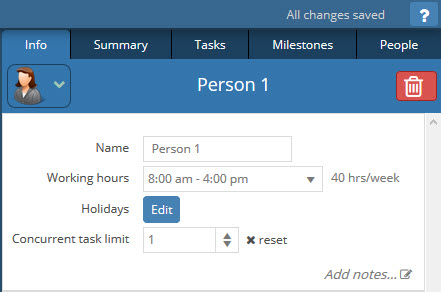 All changes saved ?
Info Summary Tasks Milestones People
Person 1
Name Person 1
Working hours 8:00 am - 4:00 pm 40 hrs/week
Holidays Edit
Concurrent task limit 1 ✖ reset
Add notes...